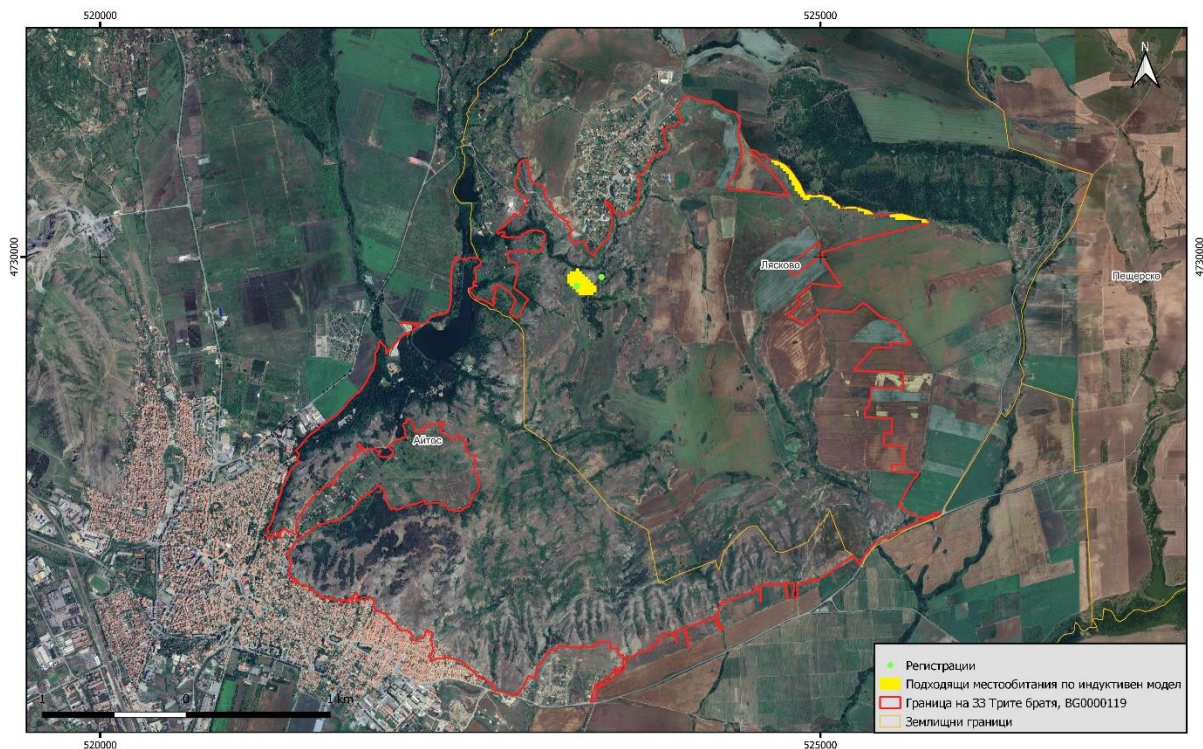 520000
525000
N
4730000
4730000
Лясково
Пещерско
Айтос
Регистрации
Подходящи местообитания по индуктивен модел
Граница на ЗЗ Трите братя, BG0000119
Землищни граници
1 0 1 km
520000
525000